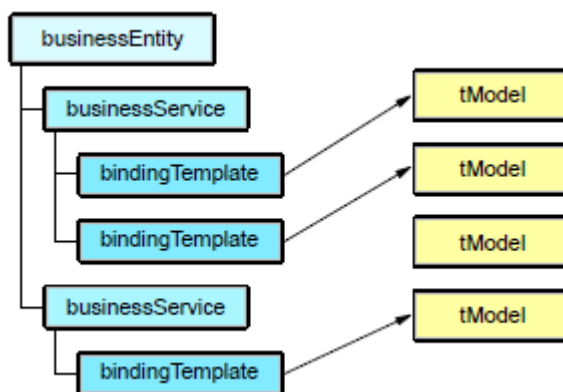 businessEntity
businessService
tModel
bindingTemplate
tModel
bindingTemplate
tModel
businessService
tModel
bindingTemplate